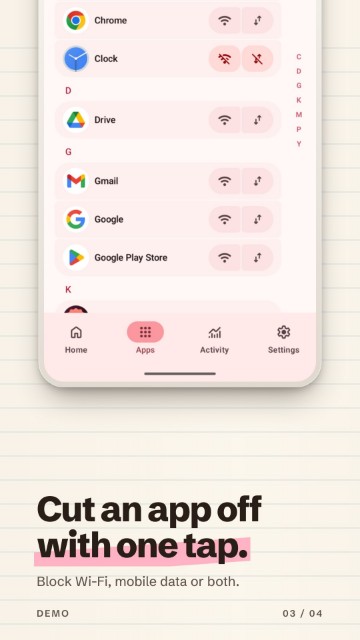 Chrome
Clock
C
D
D
G
Drive
K
M
P
G
Y
Gmail
Google
Google Play Store
K
Home Apps Activity Settings
Cut an app off
with one tap.
Block Wi-Fi, mobile data or both.
DEMO 03 / 04